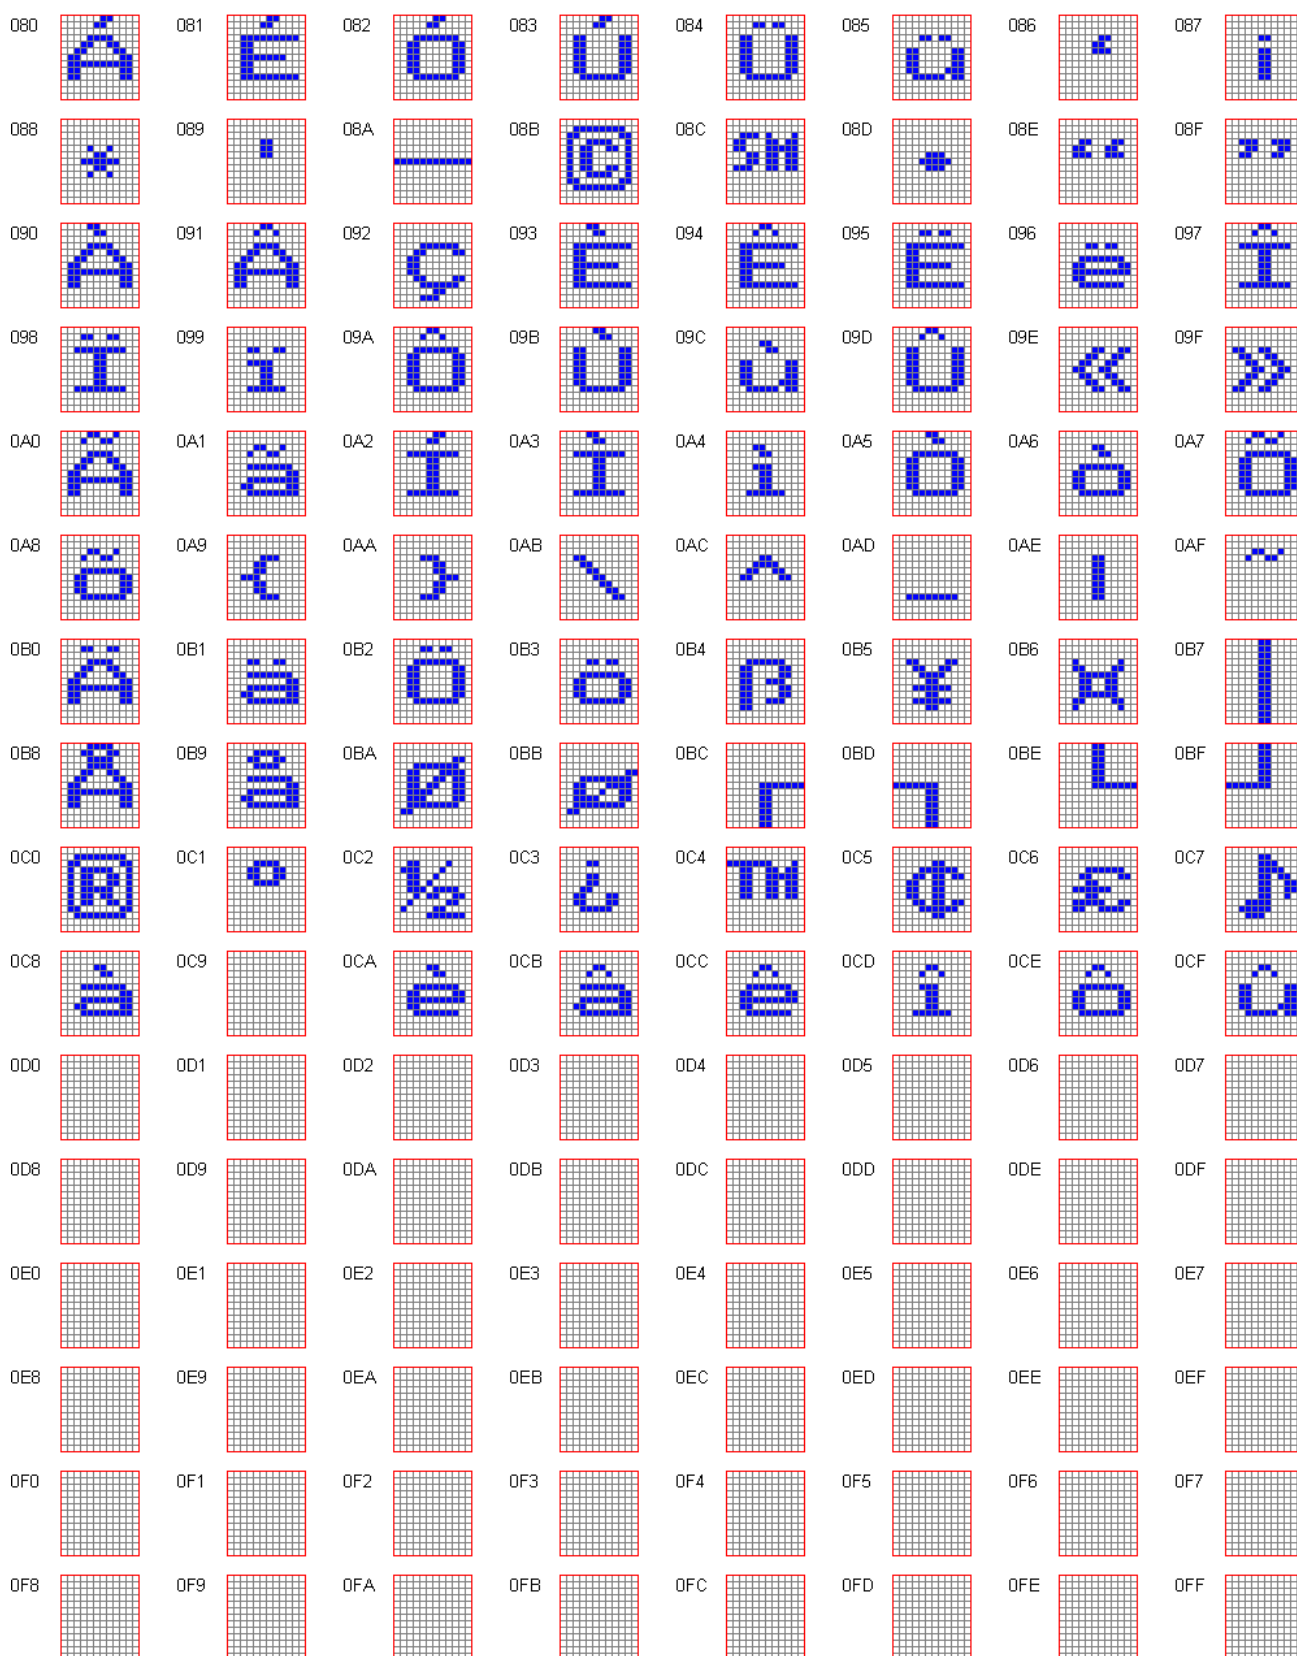 080 Á 081 É 082 Ó 083 Ú 084 Ü 085 ü 086 ‘ 087 ¡
088 * 089 ' 08A — 08B © 08C ℠ 08D • 08E “ 08F ”
090 À 091 Â 092 Ç 093 È 094 Ê 095 Ë 096 ë 097 Î
098 Ï 099 ï 09A Ô 09B Ù 09C ù 09D Û 09E « 09F »
0A0 Ã 0A1 ã 0A2 Í 0A3 Ì 0A4 ì 0A5 Ò 0A6 ò 0A7 Õ
0A8 õ 0A9 { 0AA } 0AB \ 0AC ^ 0AD _ 0AE | 0AF ~
0B0 Ä 0B1 ä 0B2 Ö 0B3 ö 0B4 ß 0B5 ¥ 0B6 ¤ 0B7 │
0B8 Å 0B9 å 0BA Ø 0BB ø 0BC ┌ 0BD ┐ 0BE └ 0BF ┘
0C0 ® 0C1 ° 0C2 ½ 0C3 ¿ 0C4 ™ 0C5 ¢ 0C6 £ 0C7 ♪
0C8 à 0C9 0CA è 0CB â 0CC ê 0CD î 0CE ô 0CF û
0D0 0D1 0D2 0D3 0D4 0D5 0D6 0D7
0D8 0D9 0DA 0DB 0DC 0DD 0DE 0DF
0E0 0E1 0E2 0E3 0E4 0E5 0E6 0E7
0E8 0E9 0EA 0EB 0EC 0ED 0EE 0EF
0F0 0F1 0F2 0F3 0F4 0F5 0F6 0F7
0F8 0F9 0FA 0FB 0FC 0FD 0FE 0FF